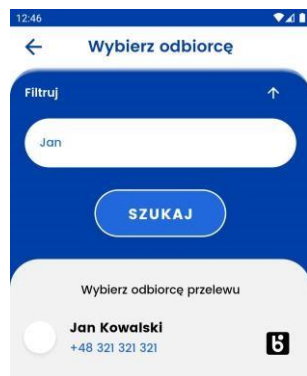 12:46
Wybierz odbiorcę
Filtruj
Jan
SZUKAJ
Wybierz odbiorcę przelewu
Jan Kowalski
+48 321 321 321